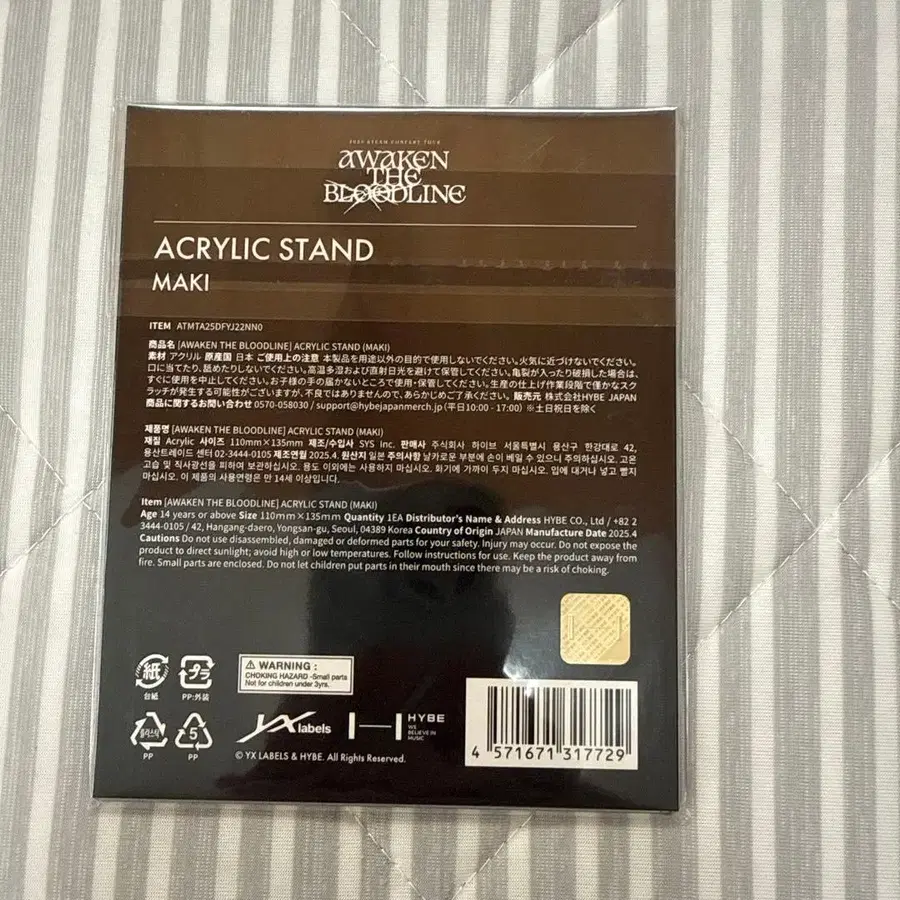 2025 &TEAM CONCERT TOUR
AWAKEN
THE
BLOODLINE
ACRYLIC STAND
MAKI
ITEM ATMTA25DFYJ22NN0
商品名 [AWAKEN THE BLOODLINE] ACRYLIC STAND (MAKI)
素材 アクリル 原産国 日本 ご使用上の注意 本製品を用途以外の目的で使用しないでください。火気に近づけないでください。
口に当てたり、舐めたりしないでください。高温多湿および直射日光を避けて保管してください。亀裂が入ったり破損した場合は、
すぐに使用を中止してください。お子様の手の届かないところで使用・保管してください。生産の仕上げ作業段階で僅かなスク
ラッチが発生する可能性がございますが、不良ではありませんので、あらかじめご了承ください。 販売元 株式会社HYBE JAPAN
商品に関するお問い合わせ 0570-058030 / support@hybejapanmerch.jp (平日10:00 - 17:00) ※土日祝日を除く
제품명 [AWAKEN THE BLOODLINE] ACRYLIC STAND (MAKI)
재질 Acrylic 사이즈 110mm×135mm 제조/수입사 SYS Inc. 판매사 주식회사 하이브 서울특별시 용산구 한강대로 42,
용산트레이드 센터 02-3444-0105 제조연월 2025.4. 원산지 일본 주의사항 날카로운 부분에 손이 베일 수 있으니 주의하십시오. 고온
고습 및 직사광선을 피하여 보관하십시오. 용도 이외에는 사용하지 마십시오. 화기에 가까이 두지 마십시오. 입에 대거나 넣고 빨지
마십시오. 이 제품의 사용연령은 만 14세 이상입니다.
Item [AWAKEN THE BLOODLINE] ACRYLIC STAND (MAKI)
Age 14 years or above Size 110mm×135mm Quantity 1EA Distributor's Name & Address HYBE CO., Ltd / +82 2
3444-0105 / 42, Hangang-daero, Yongsan-gu, Seoul, 04389 Korea Country of Origin JAPAN Manufacture Date 2025.4
Cautions Do not use disassembled, damaged or deformed parts for your safety. Injury may occur. Do not expose the
product to direct sunlight; avoid high or low temperatures. Follow instructions for use. Keep the product away from
fire. Small parts are enclosed. Do not let children put parts in their mouth since there may be a risk of choking.
紙
台紙
プラ
PP:外装
⚠ WARNING :
CHOKING HAZARD -Small parts
Not for children under 3yrs.
플라스틱
PP
5
PP
YX labels
HYBE
WE
BELIEVE IN
MUSIC
© YX LABELS & HYBE. All Rights Reserved.
4 571671 317729